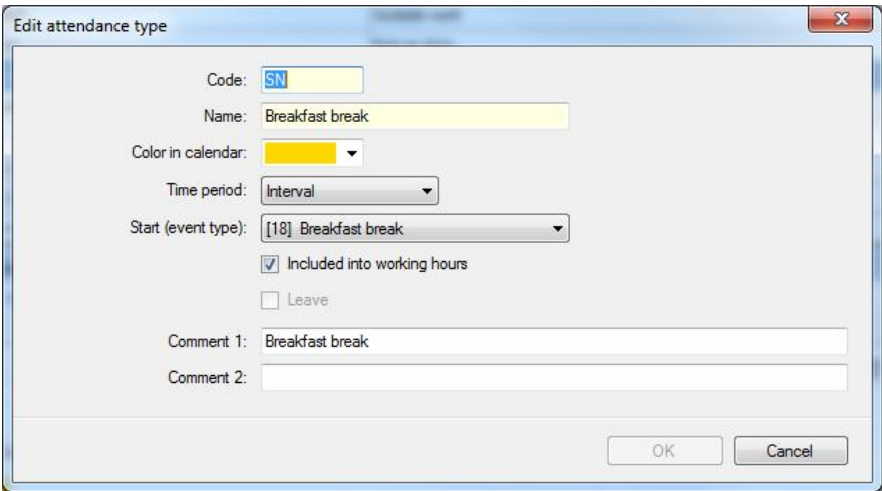 Edit attendance type
Code: SN
Name: Breakfast break
Color in calendar:
Time period: Interval
Start (event type): [18] Breakfast break
Included into working hours
Leave
Comment 1: Breakfast break
Comment 2:
OK Cancel